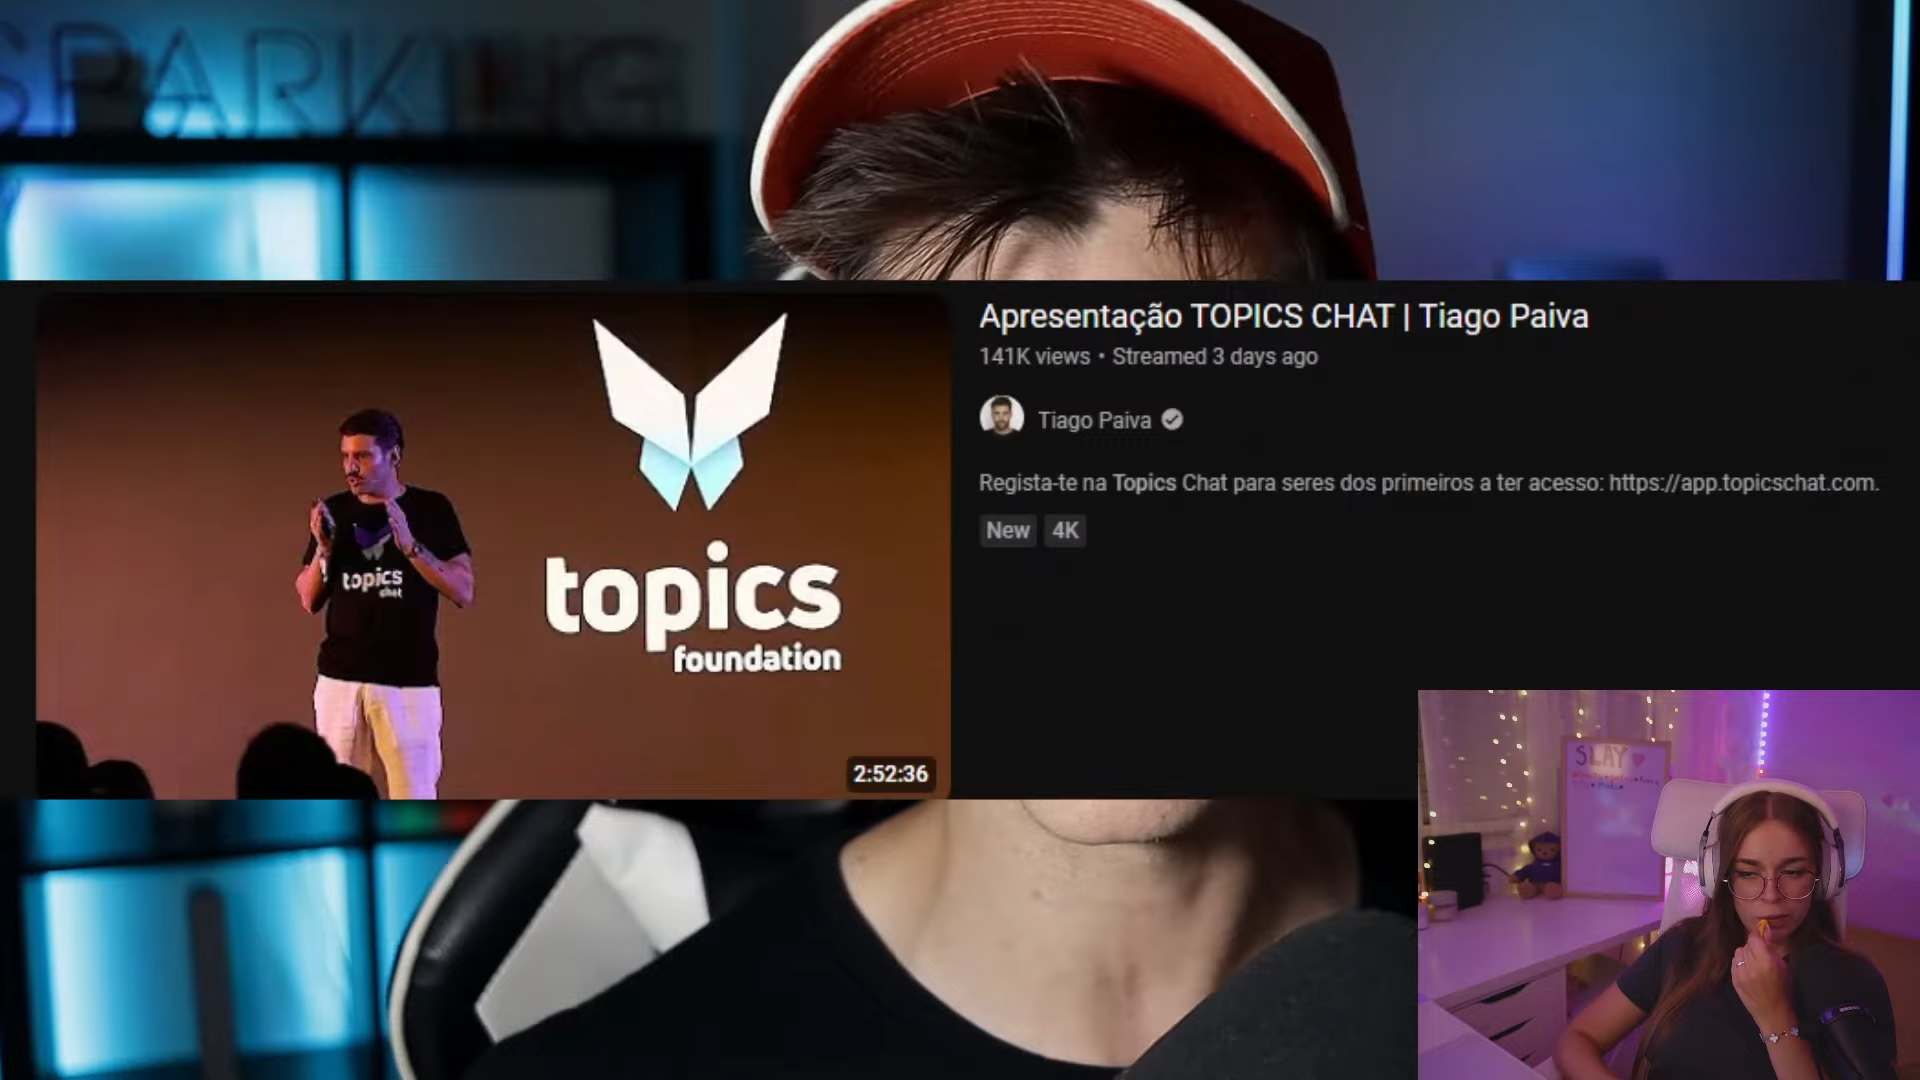 SPARKING
Apresentação TOPICS CHAT | Tiago Paiva
141K views • Streamed 3 days ago
Tiago Paiva
Regista-te na Topics Chat para seres dos primeiros a ter acesso: https://app.topicschat.com.
New 4K
topics
foundation
topics
chat
2:52:36
SLAY